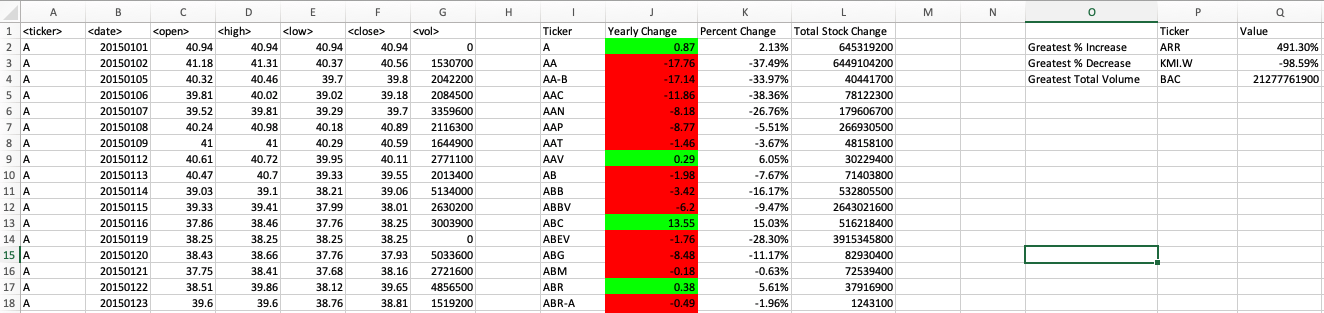 A B C D E F G H I J K L M N O P Q
1 <ticker> <date> <open> <high> <low> <close> <vol> Ticker Yearly Change Percent Change Total Stock Change Ticker Value
2 A 20150101 40.94 40.94 40.94 40.94 0 A 0.87 2.13% 645319200 Greatest % Increase ARR 491.30%
3 A 20150102 41.18 41.31 40.37 40.56 1530700 AA -17.76 -37.49% 6449104200 Greatest % Decrease KMI.W -98.59%
4 A 20150105 40.32 40.46 39.7 39.8 2042200 AA-B -17.14 -33.97% 40441700 Greatest Total Volume BAC 21277761900
5 A 20150106 39.81 40.02 39.02 39.18 2084500 AAC -11.86 -38.36% 78122300
6 A 20150107 39.52 39.81 39.29 39.7 3359600 AAN -8.18 -26.76% 179606700
7 A 20150108 40.24 40.98 40.18 40.89 2116300 AAP -8.77 -5.51% 266930500
8 A 20150109 41 41 40.29 40.59 1644900 AAT -1.46 -3.67% 48158100
9 A 20150112 40.61 40.72 39.95 40.11 2771100 AAV 0.29 6.05% 30229400
10 A 20150113 40.47 40.7 39.33 39.55 2013400 AB -1.98 -7.67% 71403800
11 A 20150114 39.03 39.1 38.21 39.06 5134000 ABB -3.42 -16.17% 532805500
12 A 20150115 39.33 39.41 37.99 38.01 2630200 ABBV -6.2 -9.47% 2643021600
13 A 20150116 37.86 38.46 37.76 38.25 3003900 ABC 13.55 15.03% 516218400
14 A 20150119 38.25 38.25 38.25 38.25 0 ABEV -1.76 -28.30% 3915345800
15 A 20150120 38.43 38.66 37.76 37.93 5033600 ABG -8.48 -11.17% 82930400
16 A 20150121 37.75 38.41 37.68 38.16 2721600 ABM -0.18 -0.63% 72539400
17 A 20150122 38.51 39.86 38.12 39.65 4856500 ABR 0.38 5.61% 37916900
18 A 20150123 39.6 39.6 38.76 38.81 1519200 ABR-A -0.49 -1.96% 1243100